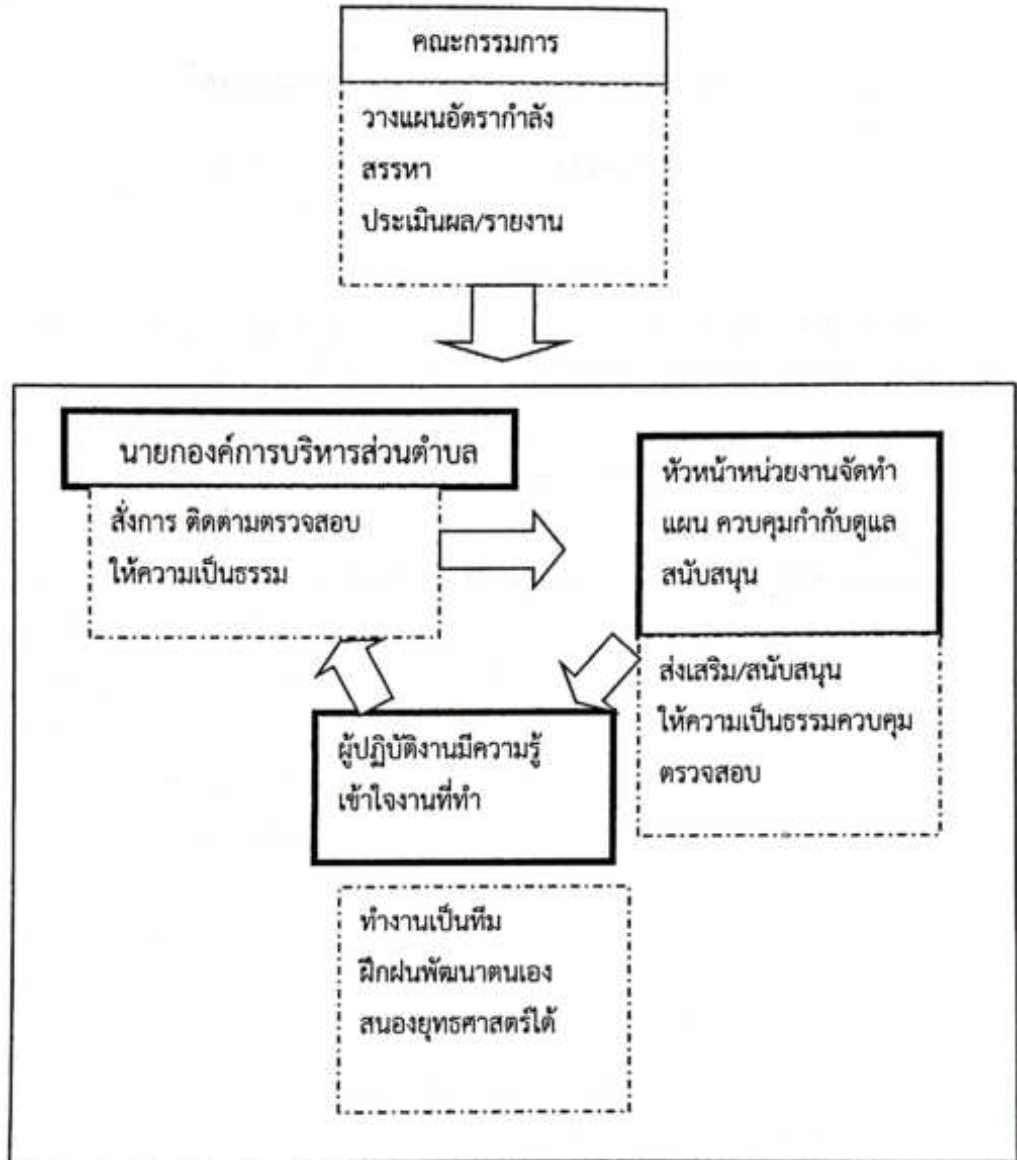 คณะกรรมการ
วางแผนอัตรากำลัง
สรรหา
ประเมินผล/รายงาน
นายกองค์การบริหารส่วนตำบล
สั่งการ ติดตามตรวจสอบ
ให้ความเป็นธรรม
หัวหน้าหน่วยงานจัดทำ
แผน ควบคุมกำกับดูแล
สนับสนุน
ส่งเสริม/สนับสนุน
ให้ความเป็นธรรมควบคุม
ตรวจสอบ
ผู้ปฏิบัติงานมีความรู้
เข้าใจงานที่ทำ
ทำงานเป็นทีม
ฝึกฝนพัฒนาตนเอง
สนองยุทธศาสตร์ได้